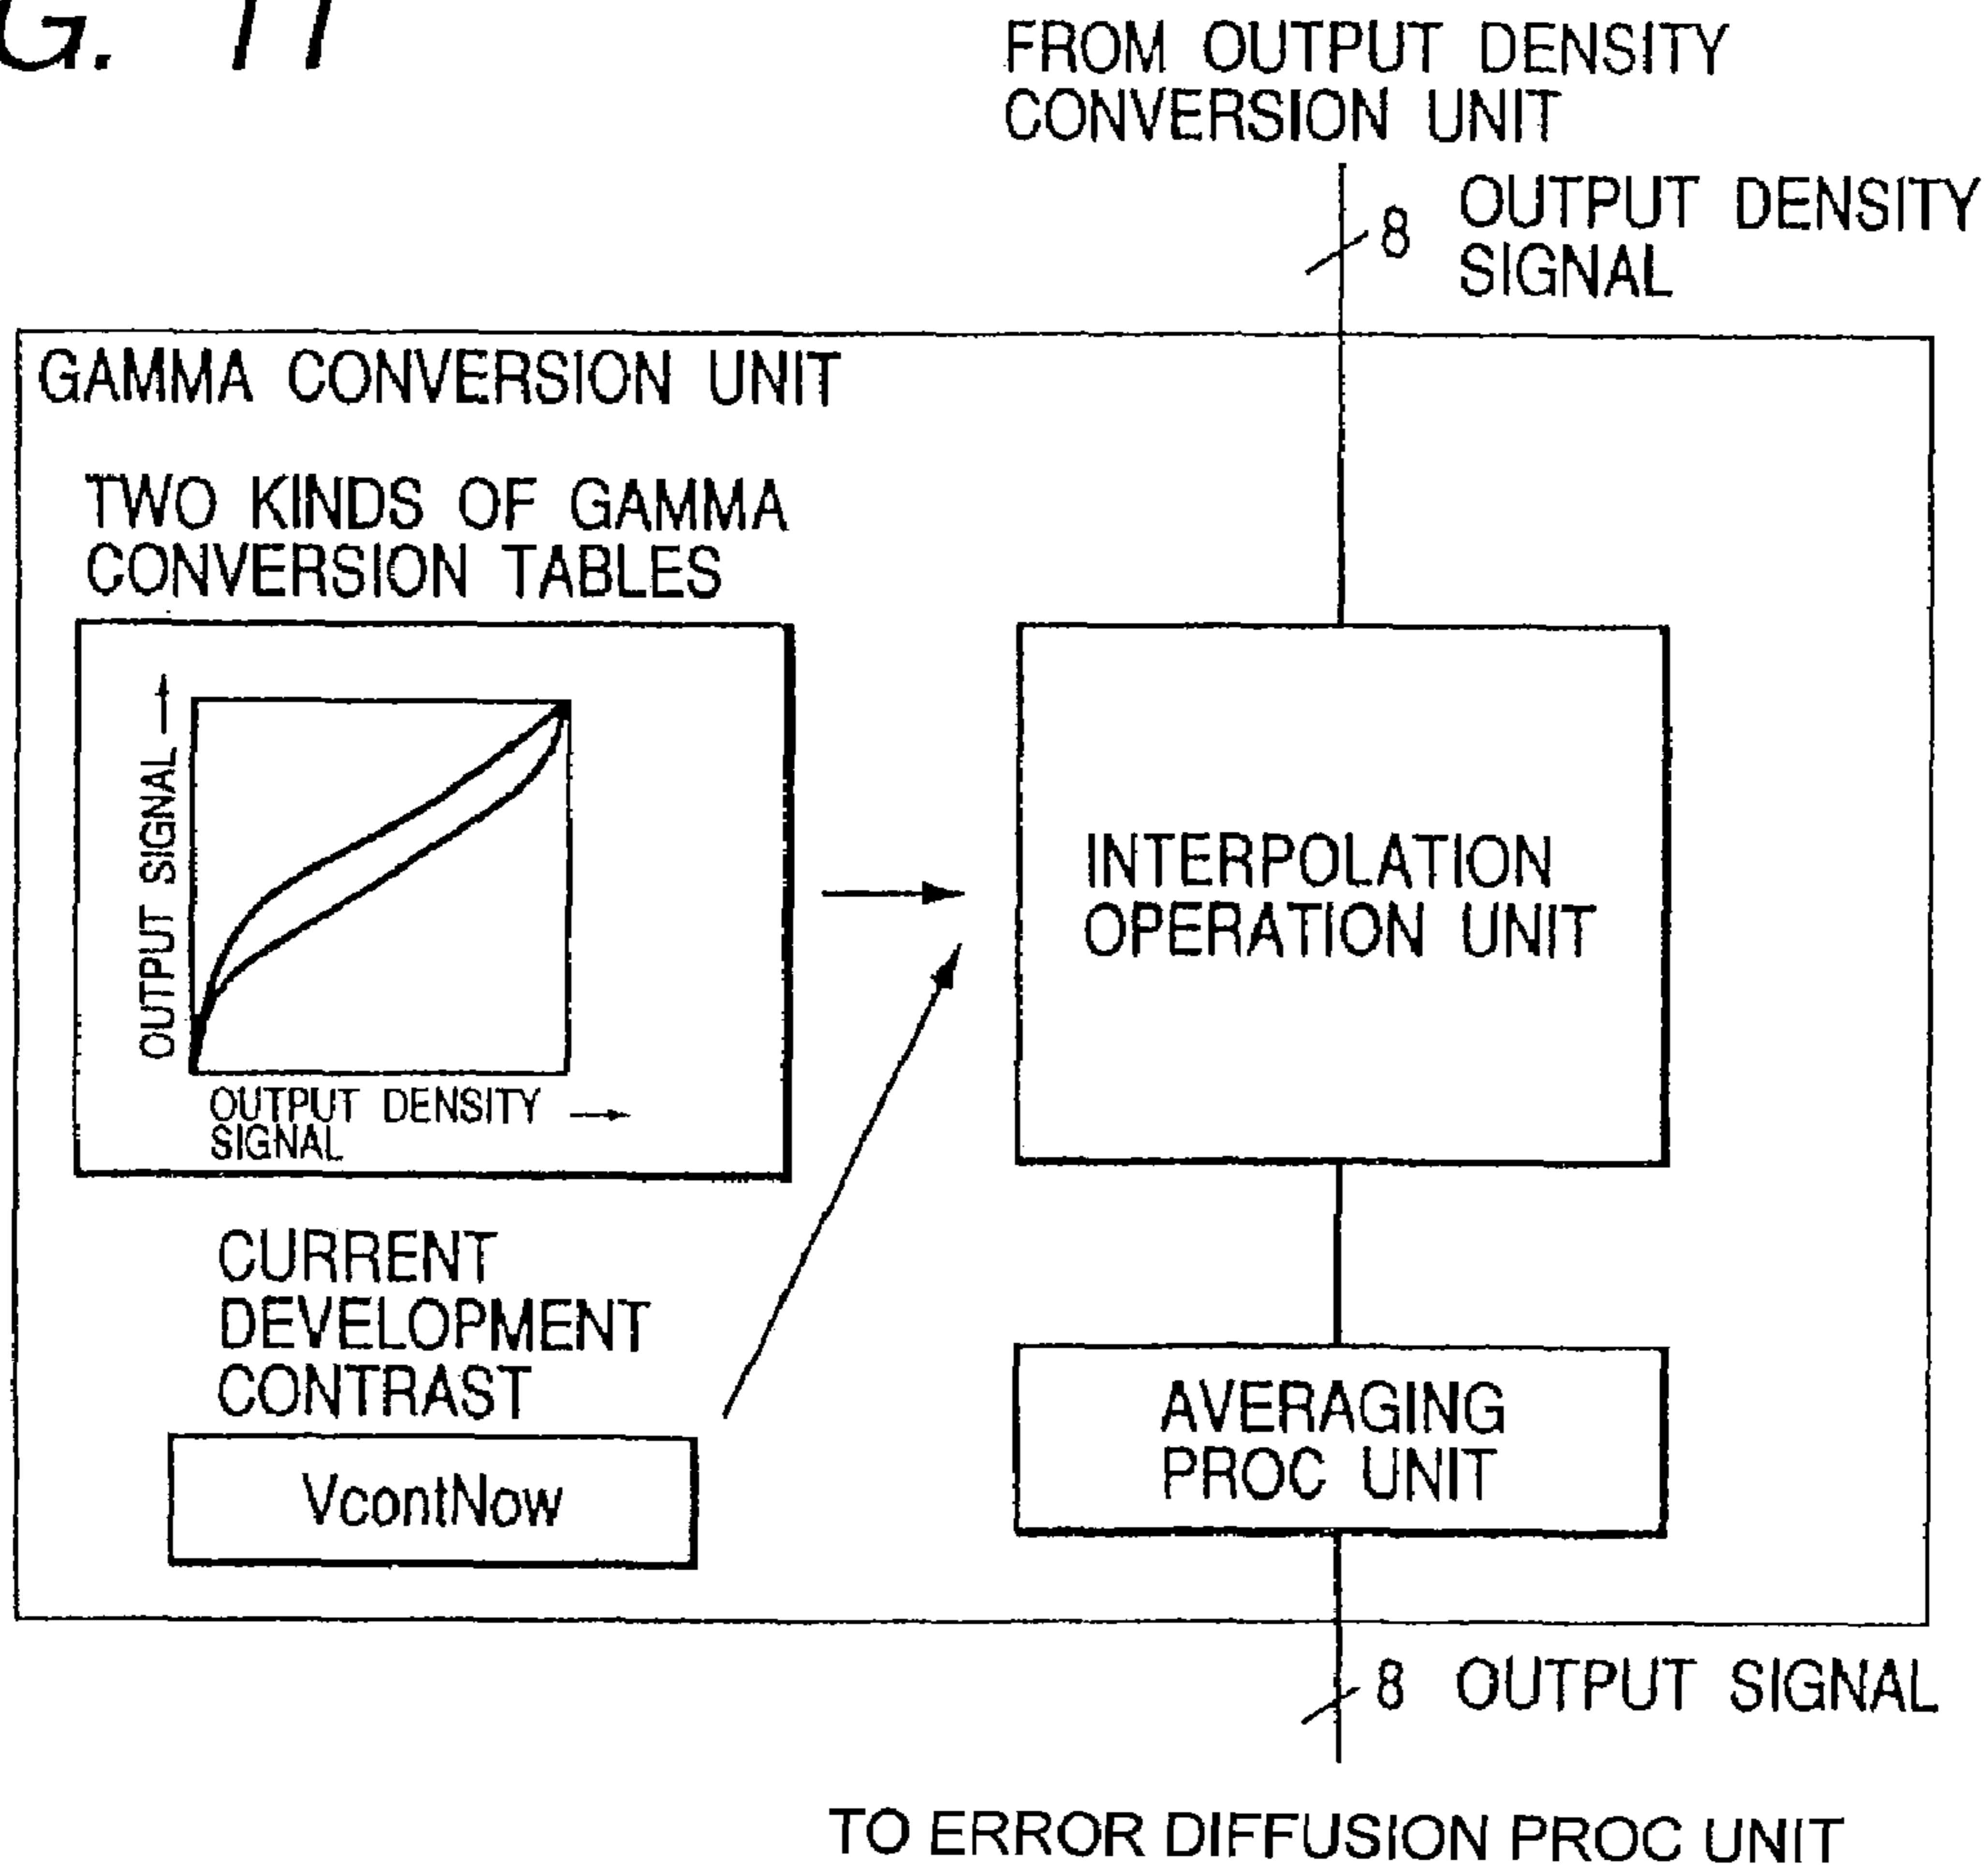 G. 11
FROM OUTPUT DENSITY
CONVERSION UNIT
8
OUTPUT DENSITY
SIGNAL
GAMMA CONVERSION UNIT
TWO KINDS OF GAMMA
CONVERSION TABLES
OUTPUT SIGNAL
OUTPUT DENSITY
SIGNAL
INTERPOLATION
OPERATION UNIT
CURRENT
DEVELOPMENT
CONTRAST
VcontNow
AVERAGING
PROC UNIT
8 OUTPUT SIGNAL
TO ERROR DIFFUSION PROC UNIT